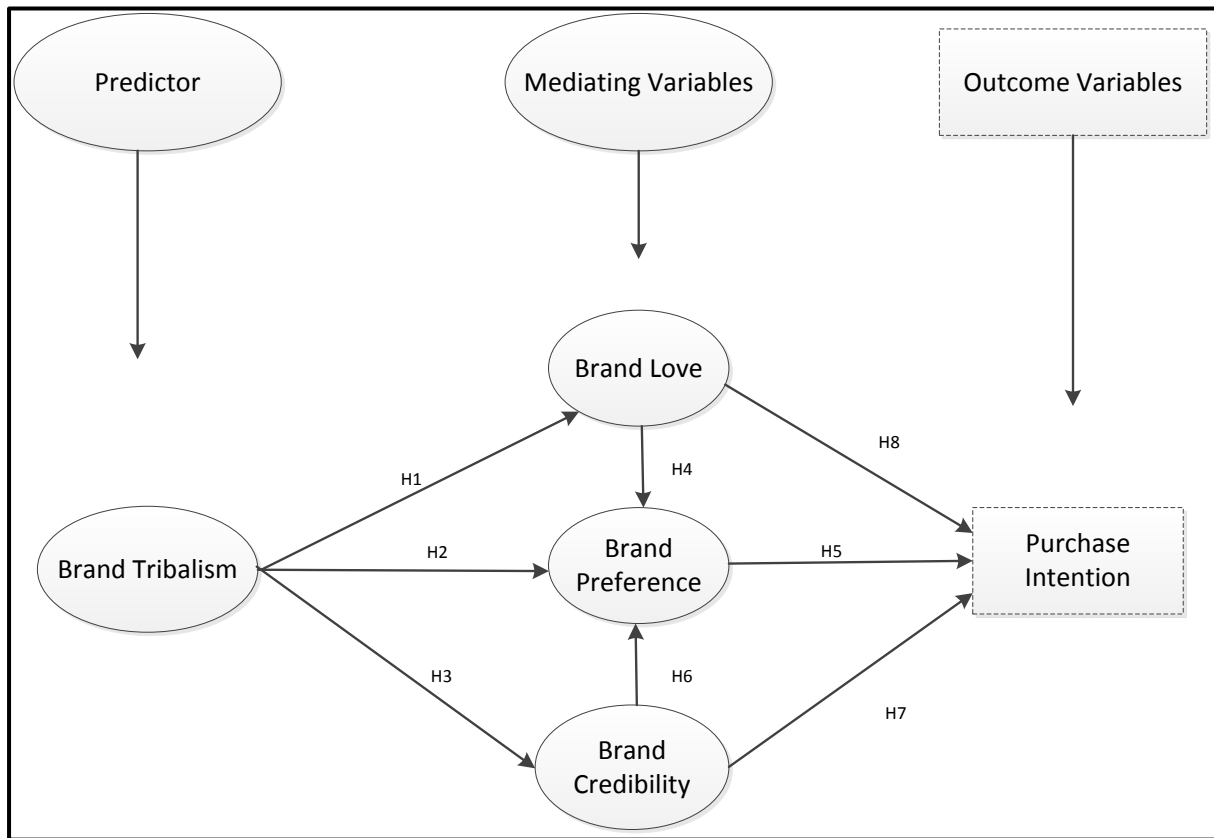 Predictor
Mediating Variables
Outcome Variables
Brand Love
H1
H4
H8
Brand Tribalism
H2
Brand
Preference
H5
Purchase
Intention
H3
H6
H7
Brand
Credibility